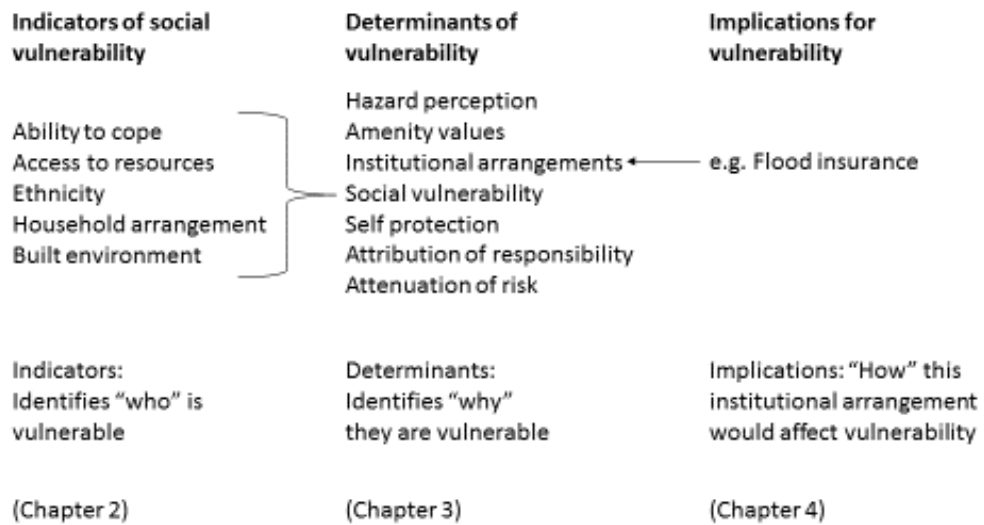 Indicators of social
vulnerability
Determinants of
vulnerability
Implications for
vulnerability
Ability to cope
Access to resources
Ethnicity
Household arrangement
Built environment
Hazard perception
Amenity values
Institutional arrangements
Social vulnerability
Self protection
Attribution of responsibility
Attenuation of risk
e.g. Flood insurance
Indicators:
Identifies “who” is
vulnerable
Determinants:
Identifies “why”
they are vulnerable
Implications: “How” this
institutional arrangement
would affect vulnerability
(Chapter 2)
(Chapter 3)
(Chapter 4)